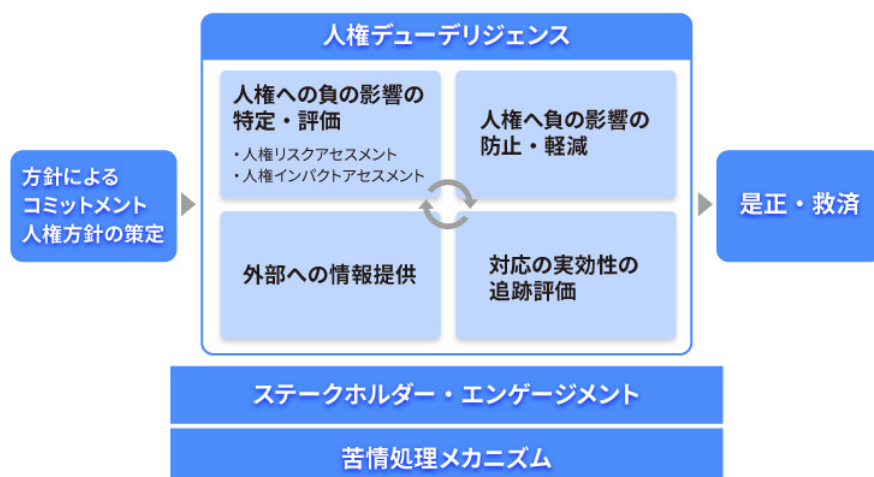 人権デューデリジェンス
人権への負の影響の
特定・評価
・人権リスクアセスメント
・人権インパクトアセスメント
人権へ負の影響の
防止・軽減
方針による
コミットメント
人権方針の策定
是正・救済
外部への情報提供
対応の実効性の
追跡評価
ステークホルダー・エンゲージメント
苦情処理メカニズム